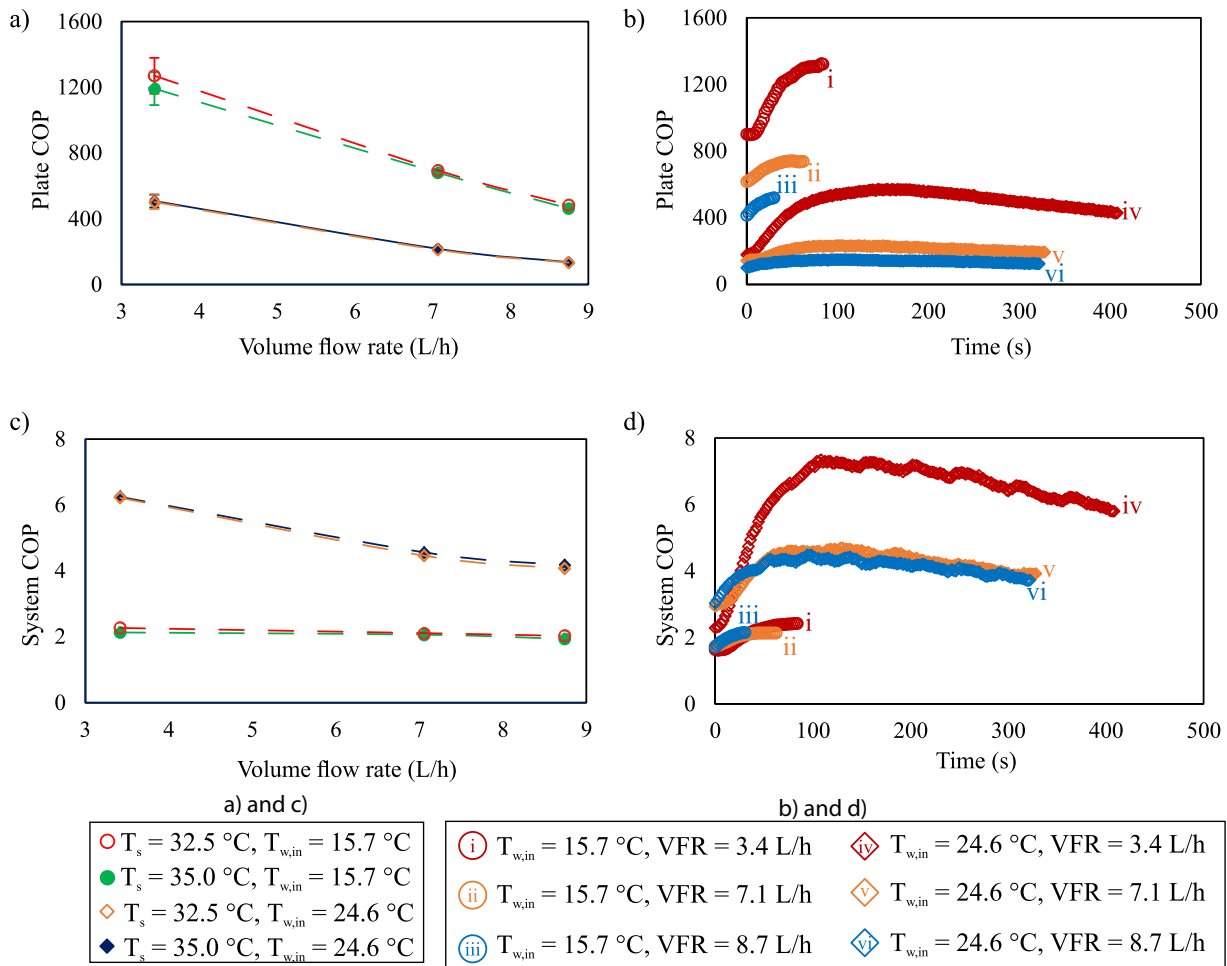 a)
1600
1200
800
400
0
Plate COP
3
4
5
6
7
8
9
Volume flow rate (L/h)
b)
1600
1200
800
400
0
Plate COP
i
ii
iii
iv
v
vi
0
100
200
300
400
500
Time (s)
c)
8
6
4
2
0
System COP
3
4
5
6
7
8
9
Volume flow rate (L/h)
d)
8
6
4
2
0
System COP
iv
v
vi
iii
i
ii
0
100
200
300
400
500
Time (s)
a) and c)
T_s = 32.5 °C, T_w,in = 15.7 °C
T_s = 35.0 °C, T_w,in = 15.7 °C
T_s = 32.5 °C, T_w,in = 24.6 °C
T_s = 35.0 °C, T_w,in = 24.6 °C
b) and d)
i T_w,in = 15.7 °C, VFR = 3.4 L/h
ii T_w,in = 15.7 °C, VFR = 7.1 L/h
iii T_w,in = 15.7 °C, VFR = 8.7 L/h
iv T_w,in = 24.6 °C, VFR = 3.4 L/h
v T_w,in = 24.6 °C, VFR = 7.1 L/h
vi T_w,in = 24.6 °C, VFR = 8.7 L/h